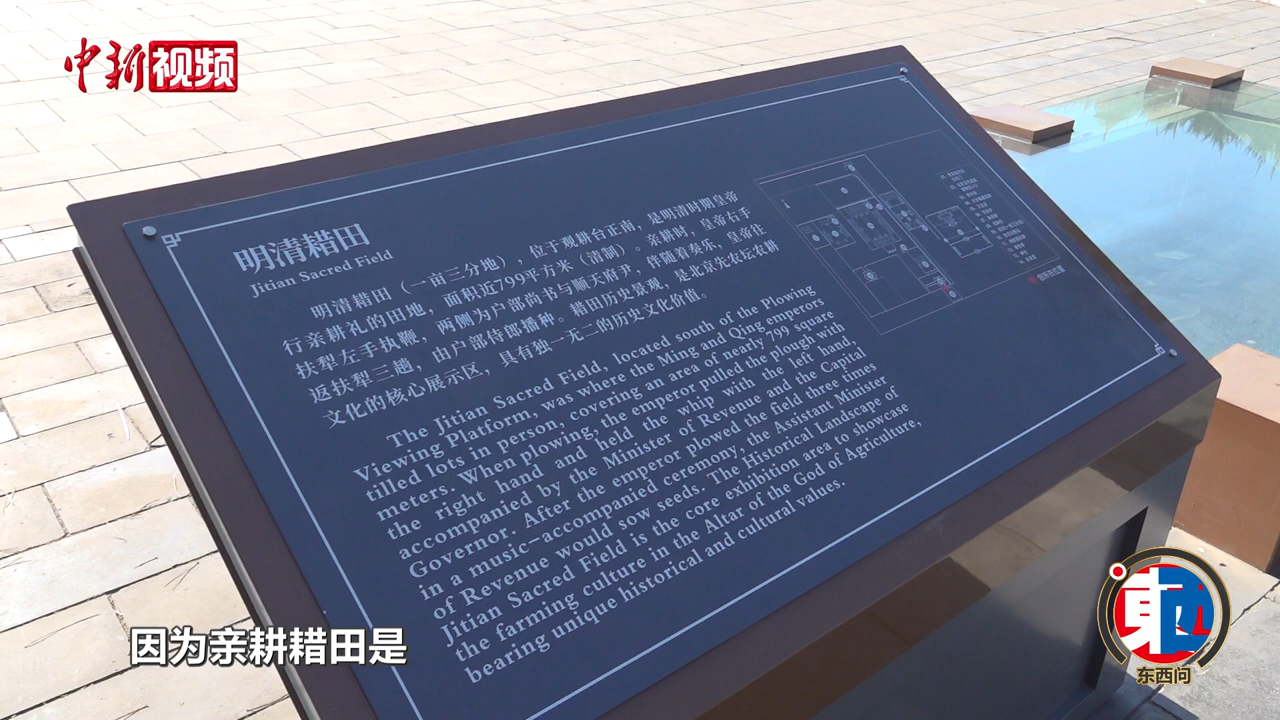 中新视频
明清耤田
Jitian Sacred Field
明清耤田（一亩三分地），位于观耕台正南，是明清时期皇帝
行亲耕礼的田地，面积近799平方米（清制）。亲耕时，皇帝右手
扶犁左手执鞭，两侧为户部尚书与顺天府尹，伴随着奏乐，皇帝往
返扶犁三趟，由户部侍郎播种。耤田历史景观，是北京先农坛农耕
文化的核心展示区，具有独一无二的历史文化价值。
The Jitian Sacred Field, located south of the Plowing
Viewing Platform, was where the Ming and Qing emperors
tilled lots in person, covering an area of nearly 799 square
meters. When plowing, the emperor pulled the plough with
the right hand and held the whip with the left hand,
accompanied by the Minister of Revenue and the Capital
Governor. After the emperor plowed the field three times
in a music-accompanied ceremony, the Assistant Minister
of Revenue would sow seeds. The Historical Landscape of
Jitian Sacred Field is the core exhibition area to showcase
the farming culture in the Altar of the God of Agriculture,
bearing unique historical and cultural values.
因为亲耕耤田是
东西问